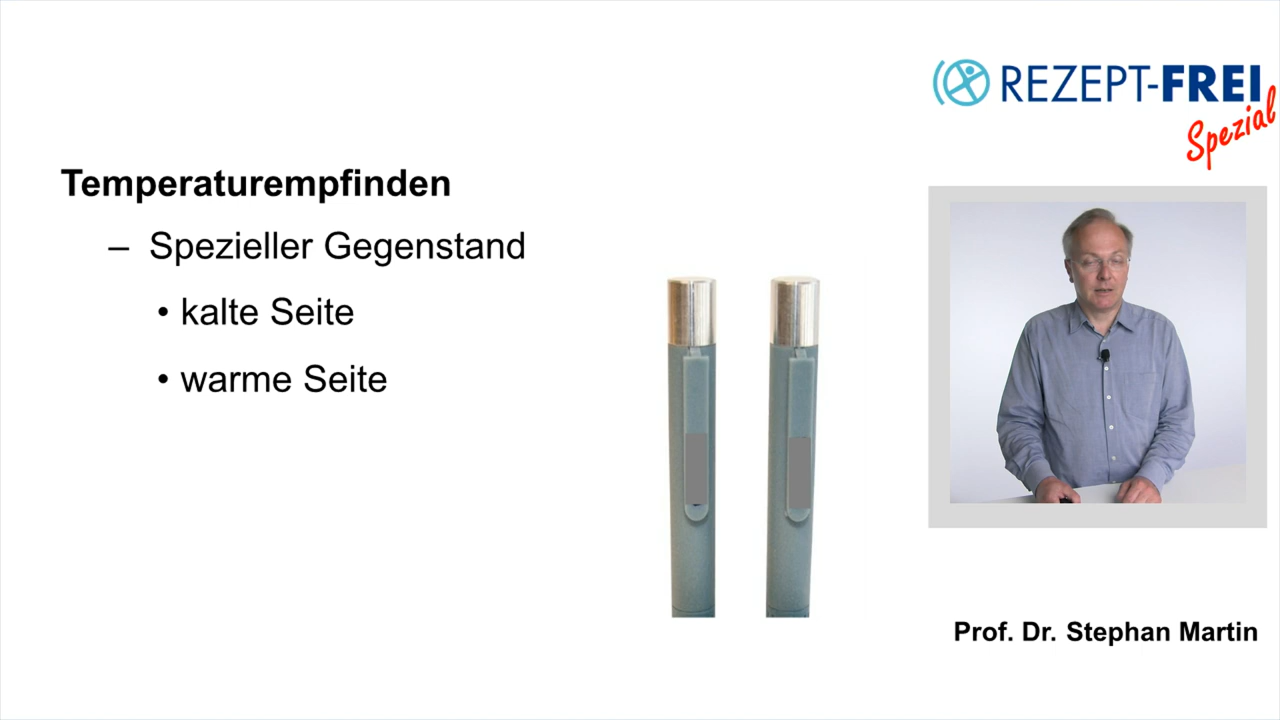 REZEPT-FREI
Spezial
Temperaturempfinden
– Spezieller Gegenstand
• kalte Seite
• warme Seite
Prof. Dr. Stephan Martin